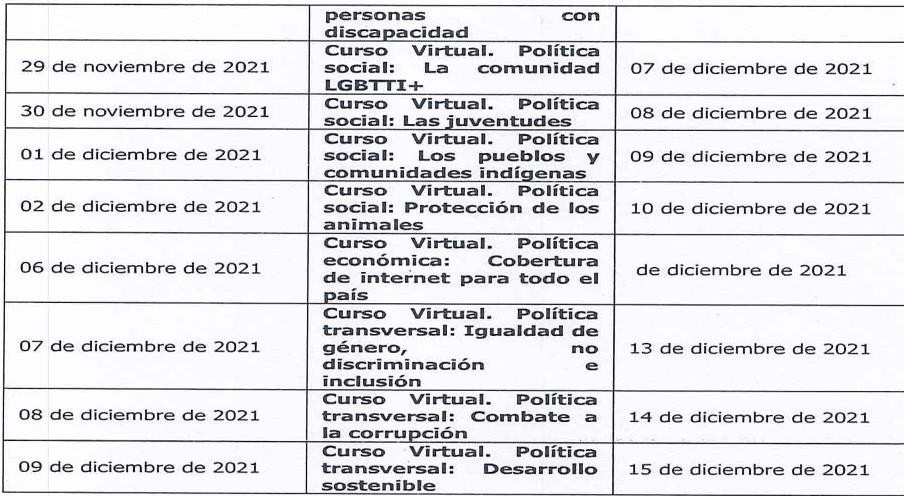 personas con
discapacidad
29 de noviembre de 2021
Curso Virtual. Política
social: La comunidad
LGBTTI+
07 de diciembre de 2021
30 de noviembre de 2021
Curso Virtual. Política
social: Las juventudes
08 de diciembre de 2021
01 de diciembre de 2021
Curso Virtual. Política
social: Los pueblos y
comunidades indígenas
09 de diciembre de 2021
02 de diciembre de 2021
Curso Virtual. Política
social: Protección de los
animales
10 de diciembre de 2021
06 de diciembre de 2021
Curso Virtual. Política
económica: Cobertura
de internet para todo el
país
de diciembre de 2021
07 de diciembre de 2021
Curso Virtual. Política
transversal: Igualdad de
género, no
discriminación e
inclusión
13 de diciembre de 2021
08 de diciembre de 2021
Curso Virtual. Política
transversal: Combate a
la corrupción
14 de diciembre de 2021
09 de diciembre de 2021
Curso Virtual. Política
transversal: Desarrollo
sostenible
15 de diciembre de 2021